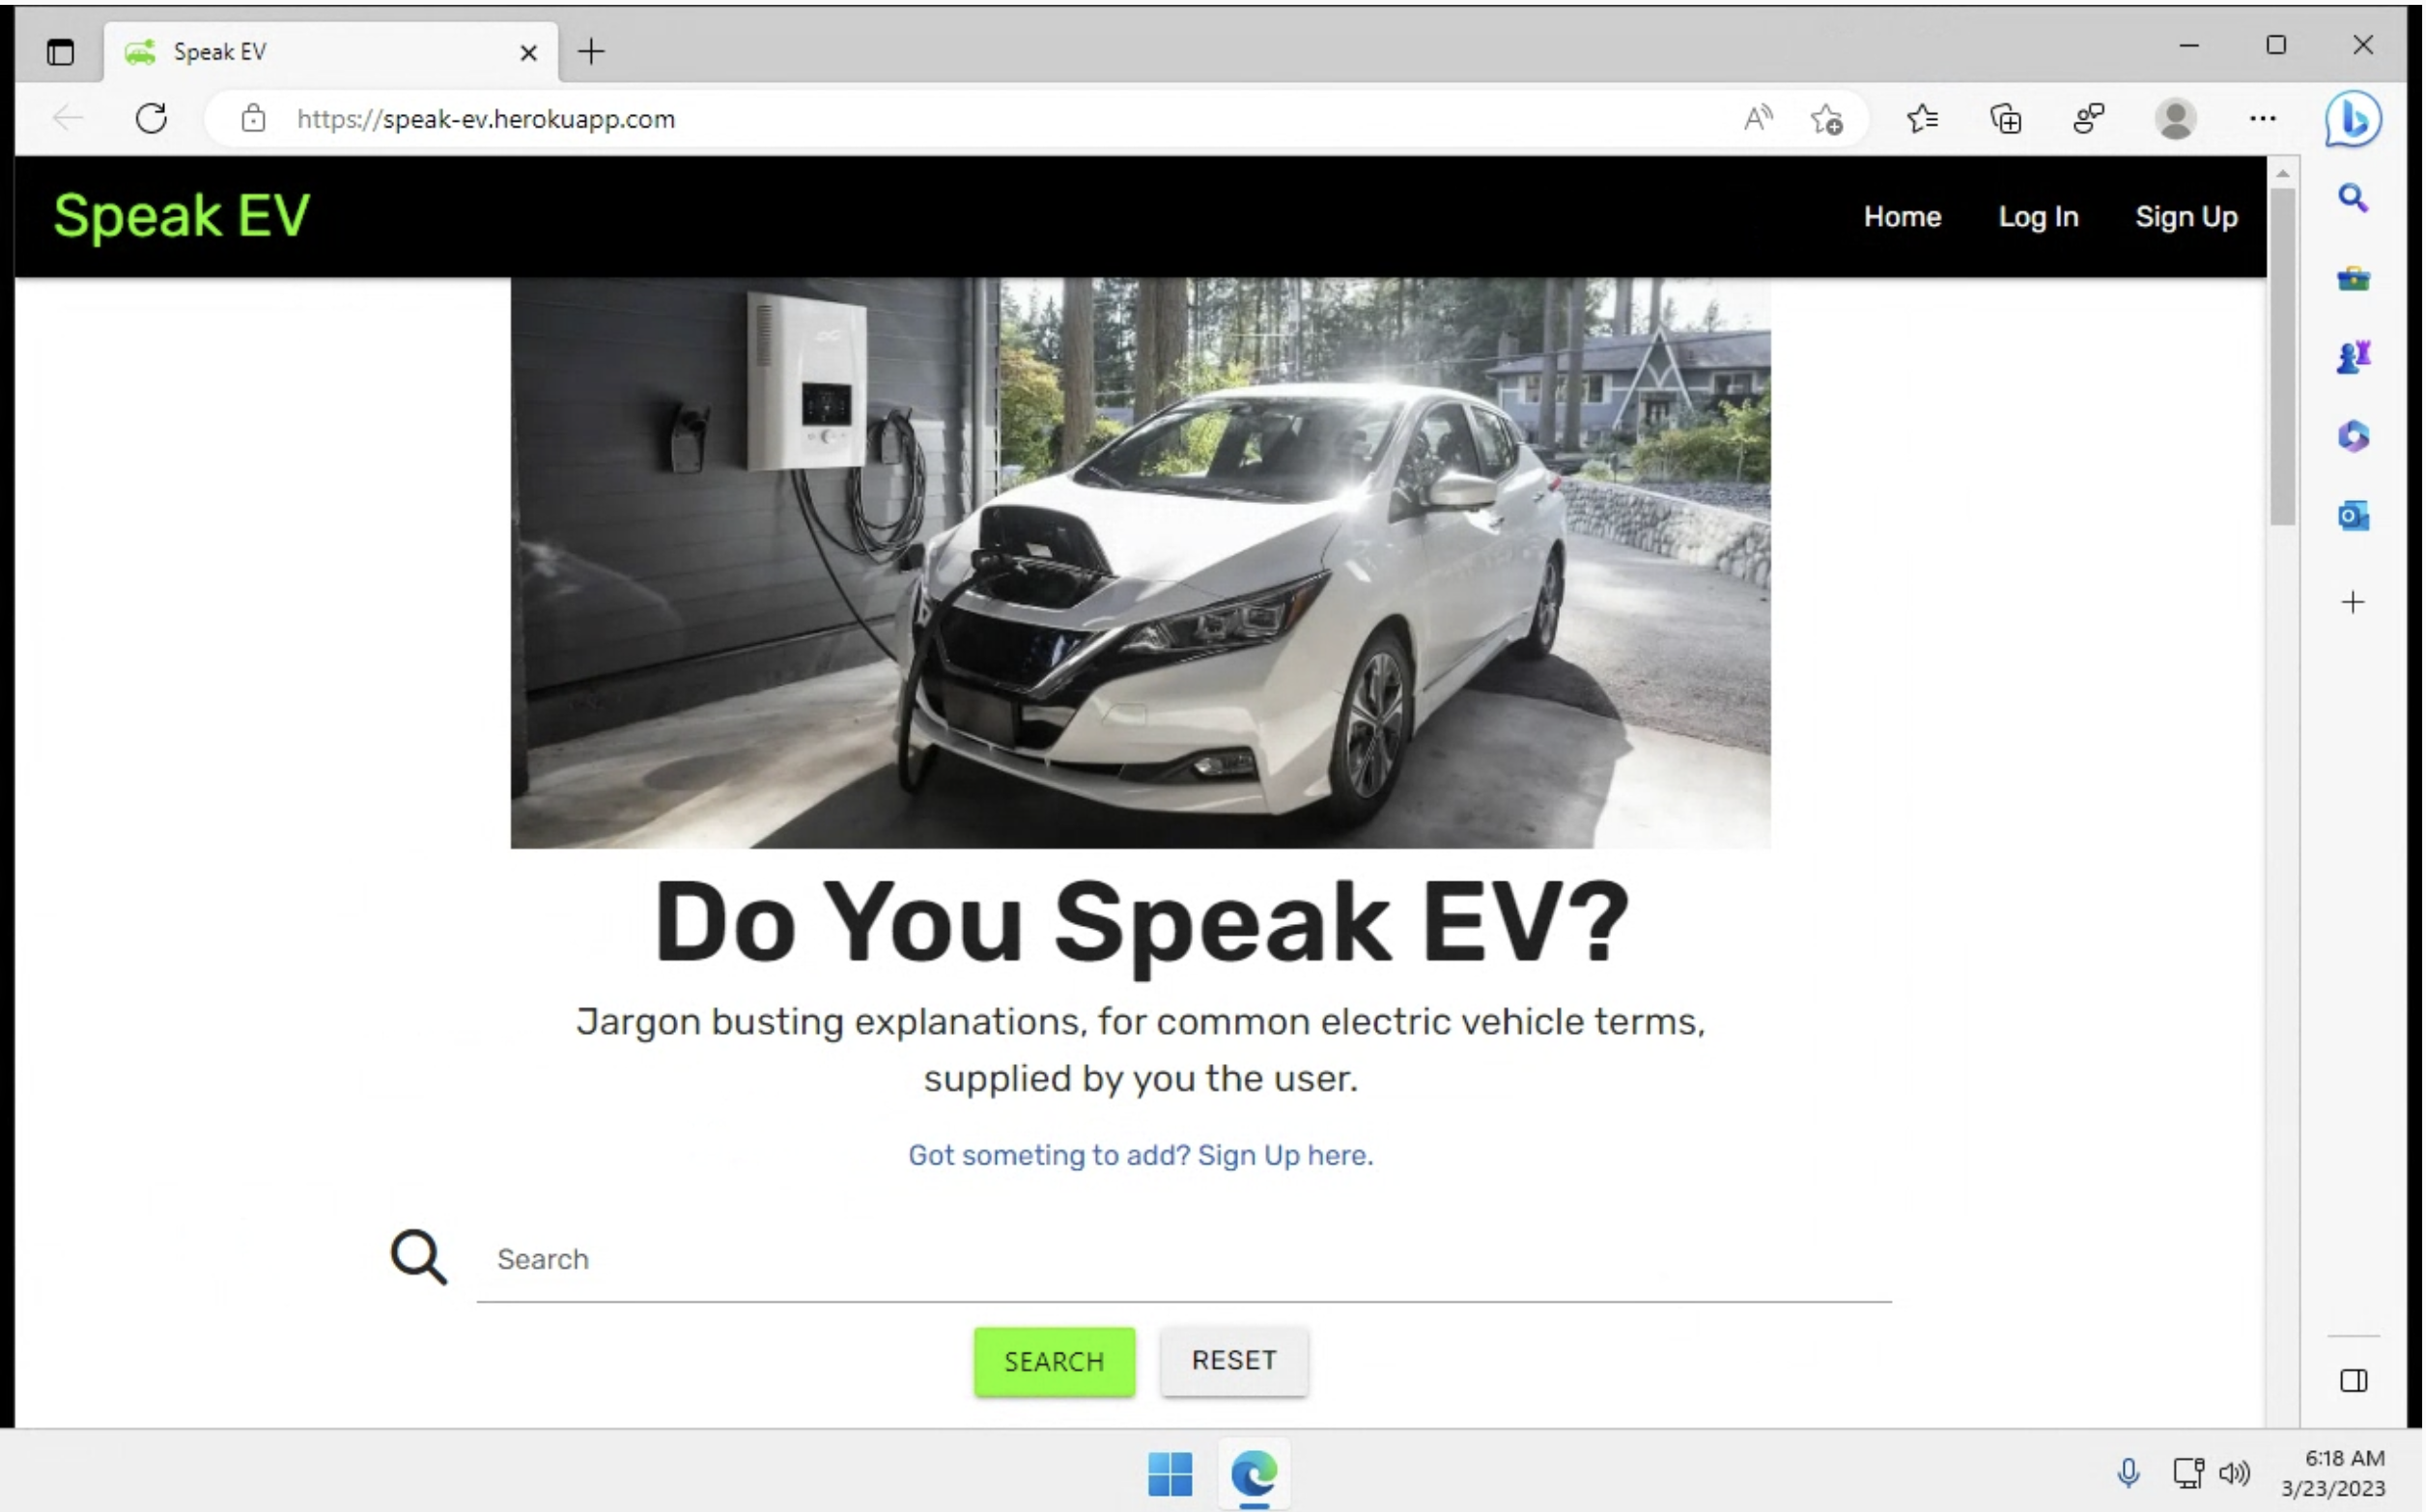 Speak EV
https://speak-ev.herokuapp.com
Speak EV
Home Log In Sign Up
Do You Speak EV?
Jargon busting explanations, for common electric vehicle terms,
supplied by you the user.
Got someting to add? Sign Up here.
Search
SEARCH RESET
6:18 AM
3/23/2023